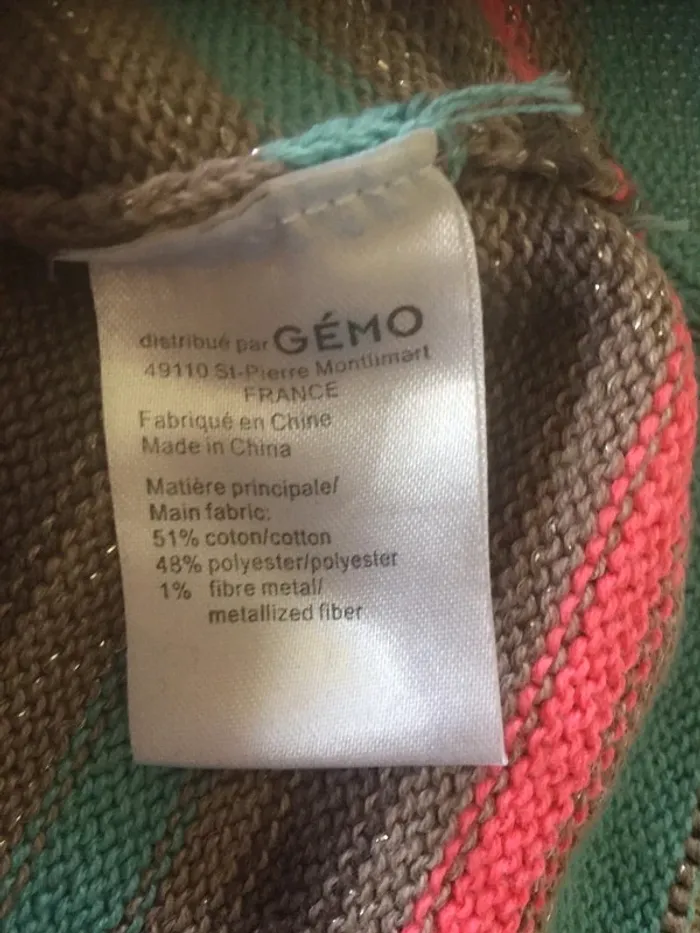 distribué par GÉMO
49110 St-Pierre Montlimart
FRANCE
Fabriqué en Chine
Made in China
Matière principale/
Main fabric:
51% coton/cotton
48% polyester/polyester
1% fibre metal/
metallized fiber